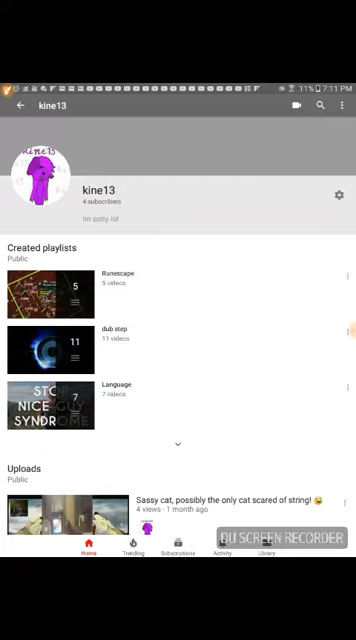 11% 7:11 PM
kine13
kine13
kine13
4 subscribers
im sorry lol
Created playlists
Public
5
Runescape
5 videos
11
dub step
11 videos
STOP
NICE GUY
SYNDROME
7
Language
7 videos
Uploads
Public
Sassy cat, possibly the only cat scared of string! 😜
4 views · 1 month ago
DU SCREEN RECORDER
Home
Trending
Subscriptions
Activity
Library